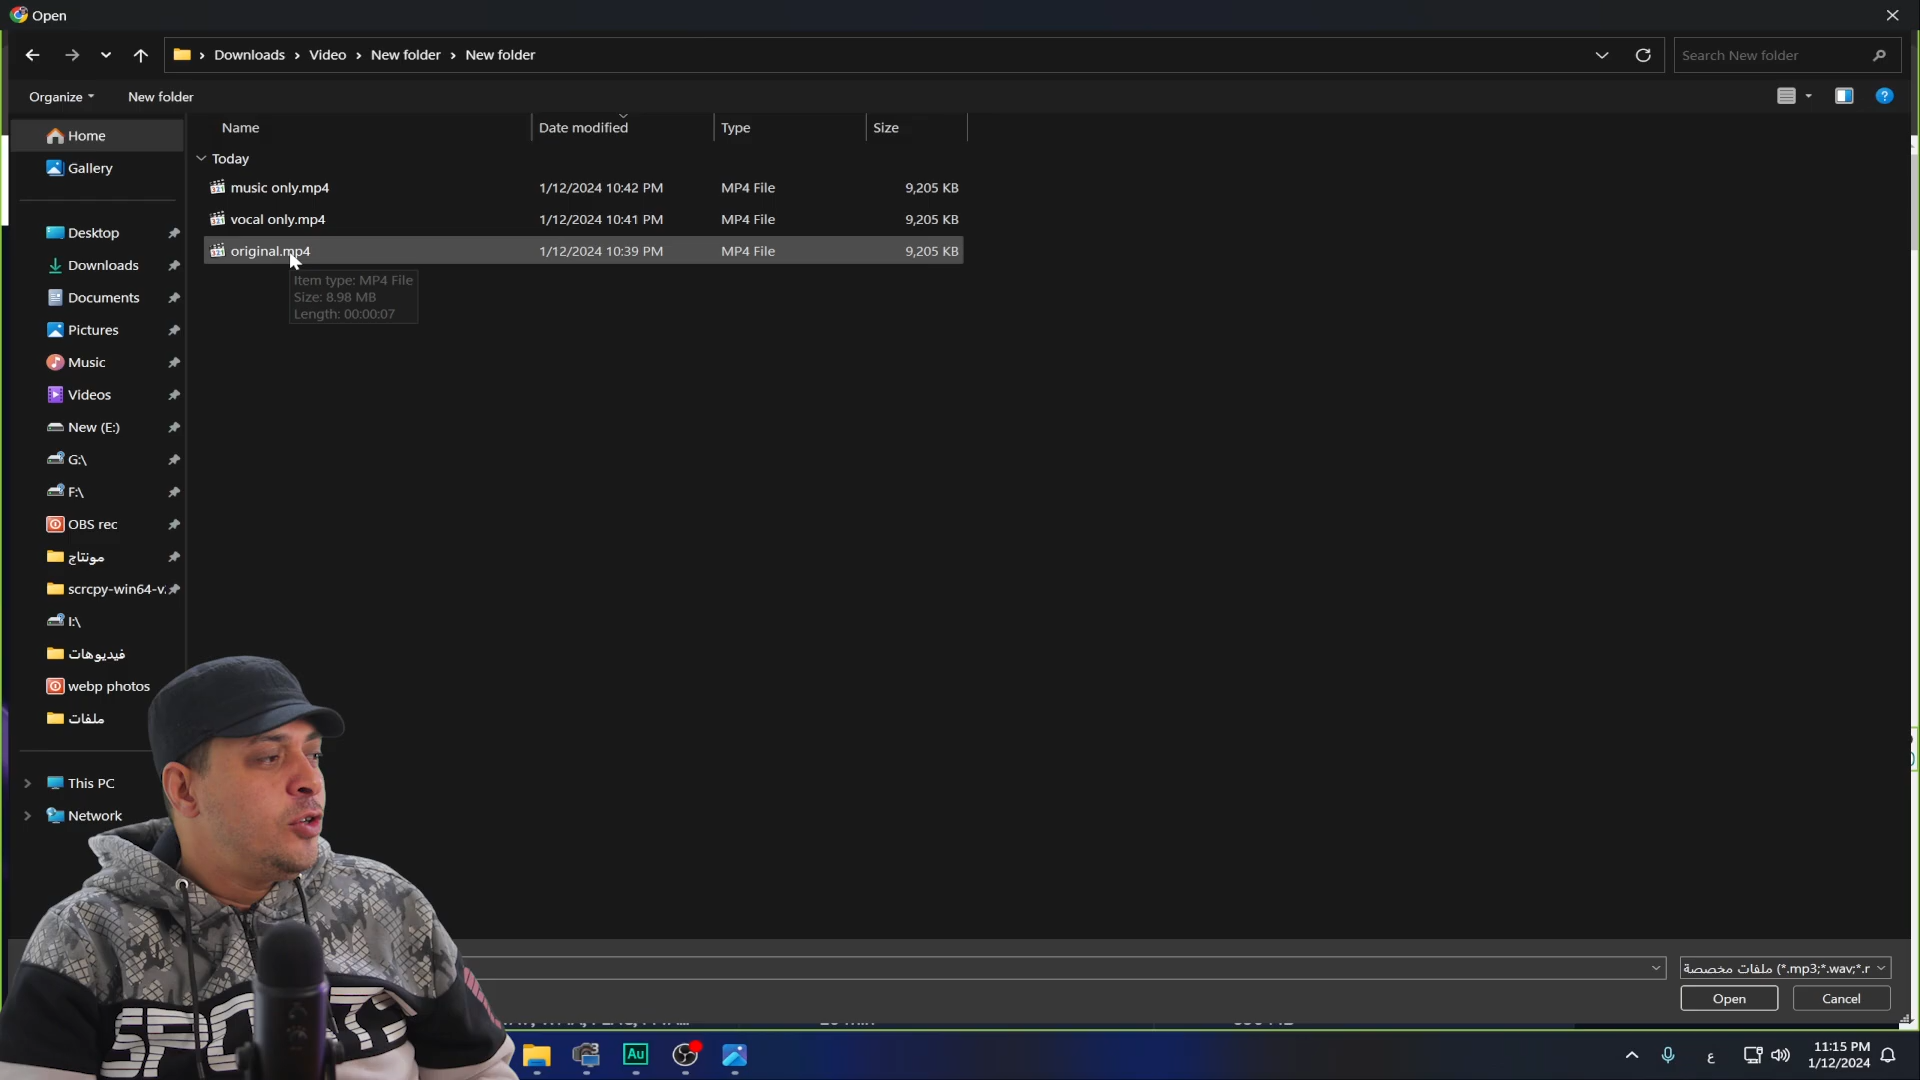 Open
Downloads > Video > New folder > New folder
Search New folder
Organize
New folder
Name
Date modified
Type
Size
Home
Gallery
Today
music only.mp4 1/12/2024 10:42 PM MP4 File 9,205 KB
vocal only.mp4 1/12/2024 10:41 PM MP4 File 9,205 KB
original.mp4 1/12/2024 10:39 PM MP4 File 9,205 KB
Item type: MP4 File
Size: 8.98 MB
Length: 00:00:07
Desktop
Downloads
Documents
Pictures
Music
Videos
New (E:)
G:\
F:\
OBS rec
مونتاج
scrcpy-win64-v
I:\
فيديوهات
webp photos
ملفات
This PC
Network
ملفات مخصصة (*.mp3;*.wav;*.r
Open
Cancel
Au
ع
11:15 PM
1/12/2024